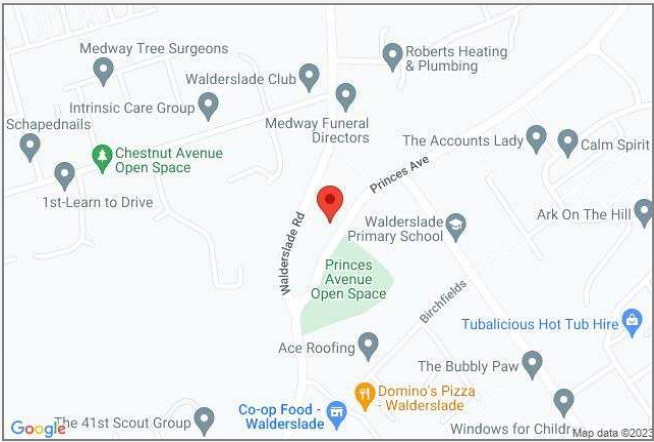 Medway Tree Surgeons
Roberts Heating
& Plumbing
Walderslade Club
Intrinsic Care Group
Schapednails
Medway Funeral
Directors
The Accounts Lady
Calm Spirit
Chestnut Avenue
Open Space
Princes Ave
1st-Learn to Drive
Walderslade Rd
Walderslade
Primary School
Ark On The Hill
Princes
Avenue
Open Space
Birchfields
Tubalicious Hot Tub Hire
Ace Roofing
The Bubbly Paw
Domino's Pizza
- Walderslade
Co-op Food -
Walderslade
Google
The 41st Scout Group
Windows for Childr
Map data ©2023